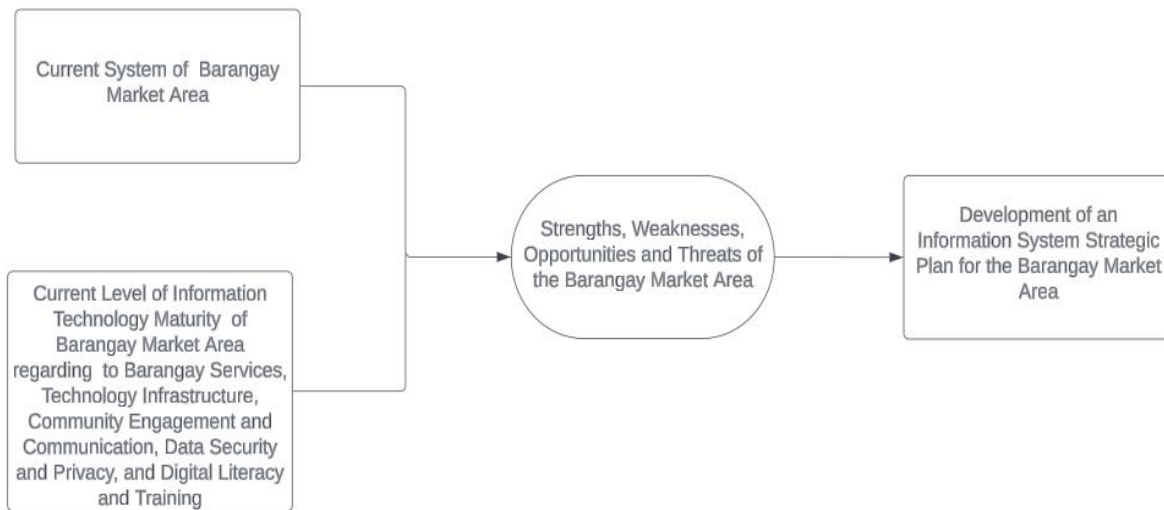 Current System of Barangay
Market Area
Current Level of Information
Technology Maturity of
Barangay Market Area
regarding to Barangay Services,
Technology Infrastructure,
Community Engagement and
Communication, Data Security
and Privacy, and Digital Literacy
and Training
Strengths, Weaknesses,
Opportunities and Threats of
the Barangay Market Area
Development of an
Information System Strategic
Plan for the Barangay Market
Area